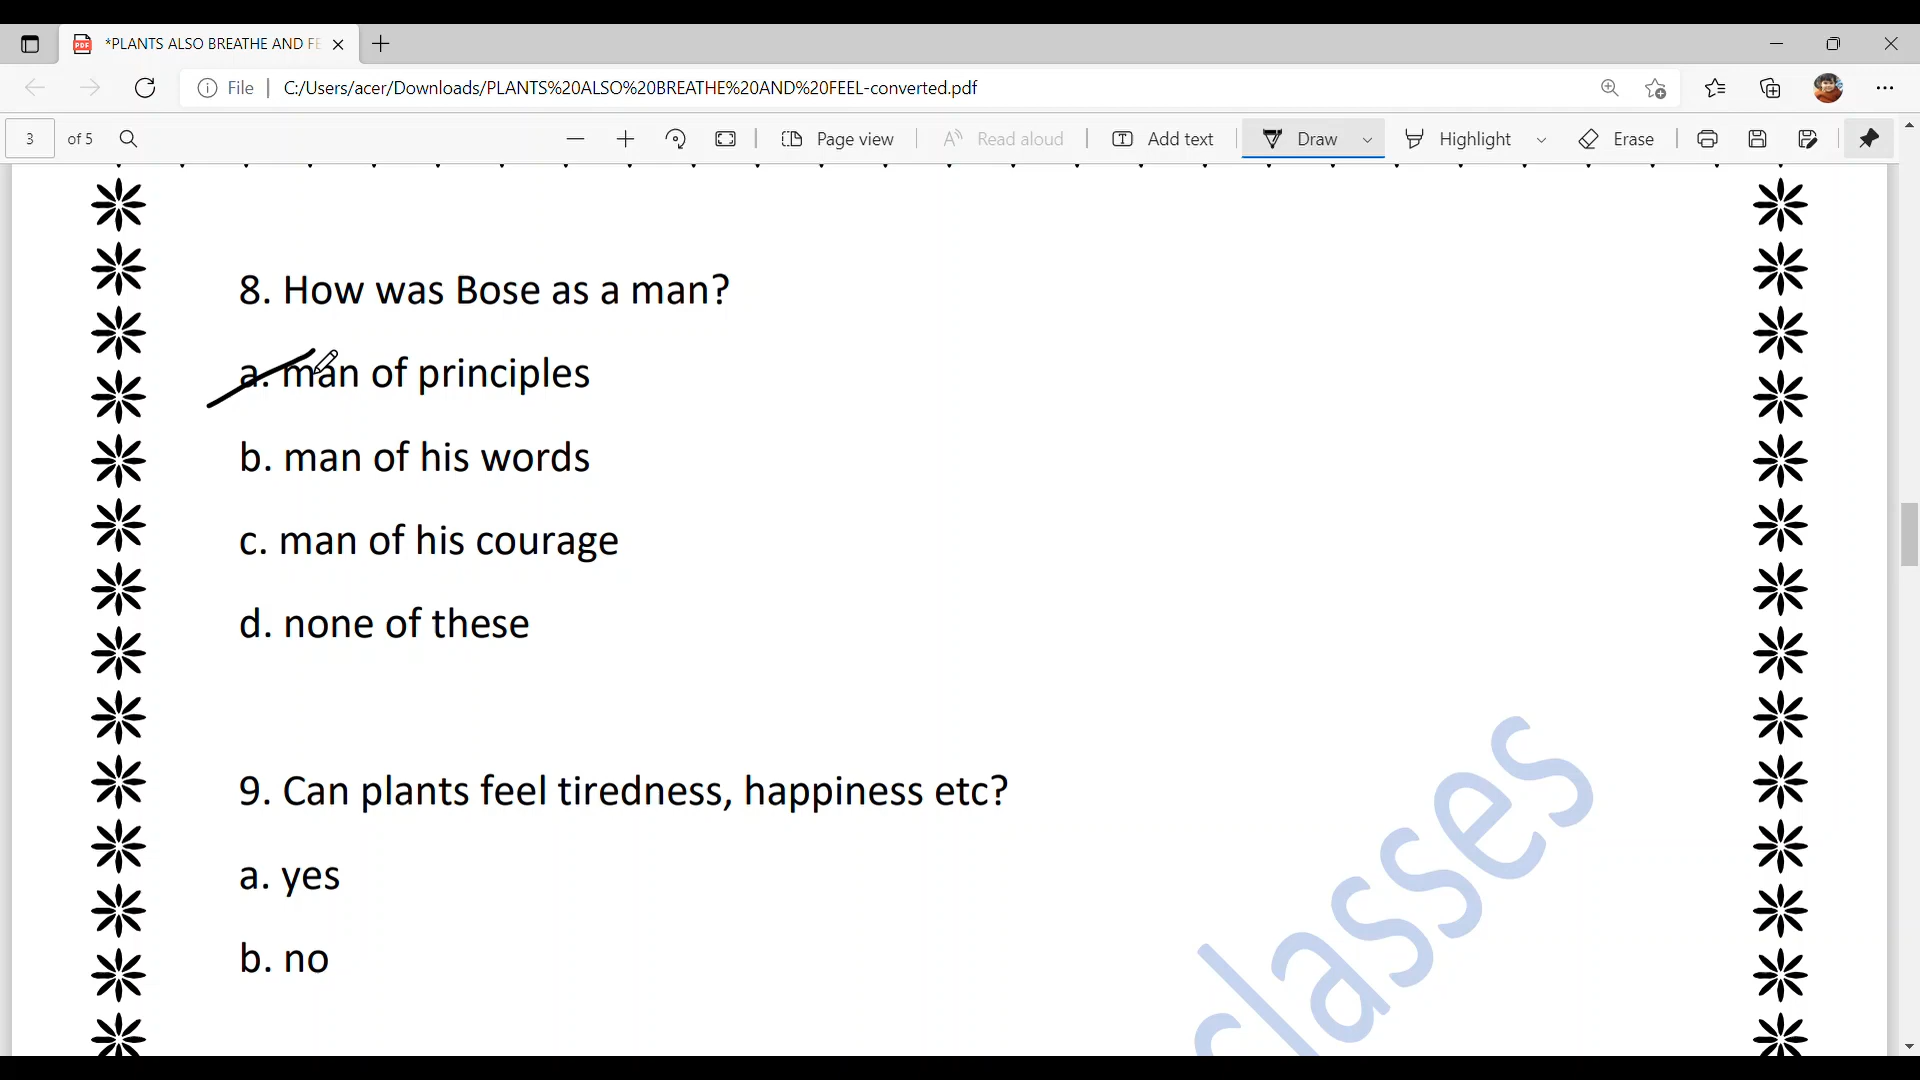 *PLANTS ALSO BREATHE AND FE
File C:/Users/acer/Downloads/PLANTS%20ALSO%20BREATHE%20AND%20FEEL-converted.pdf
3 of 5 Page view Read aloud Add text Draw Highlight Erase
8. How was Bose as a man?
a. man of principles
b. man of his words
c. man of his courage
d. none of these
9. Can plants feel tiredness, happiness etc?
a. yes
b. no
classes